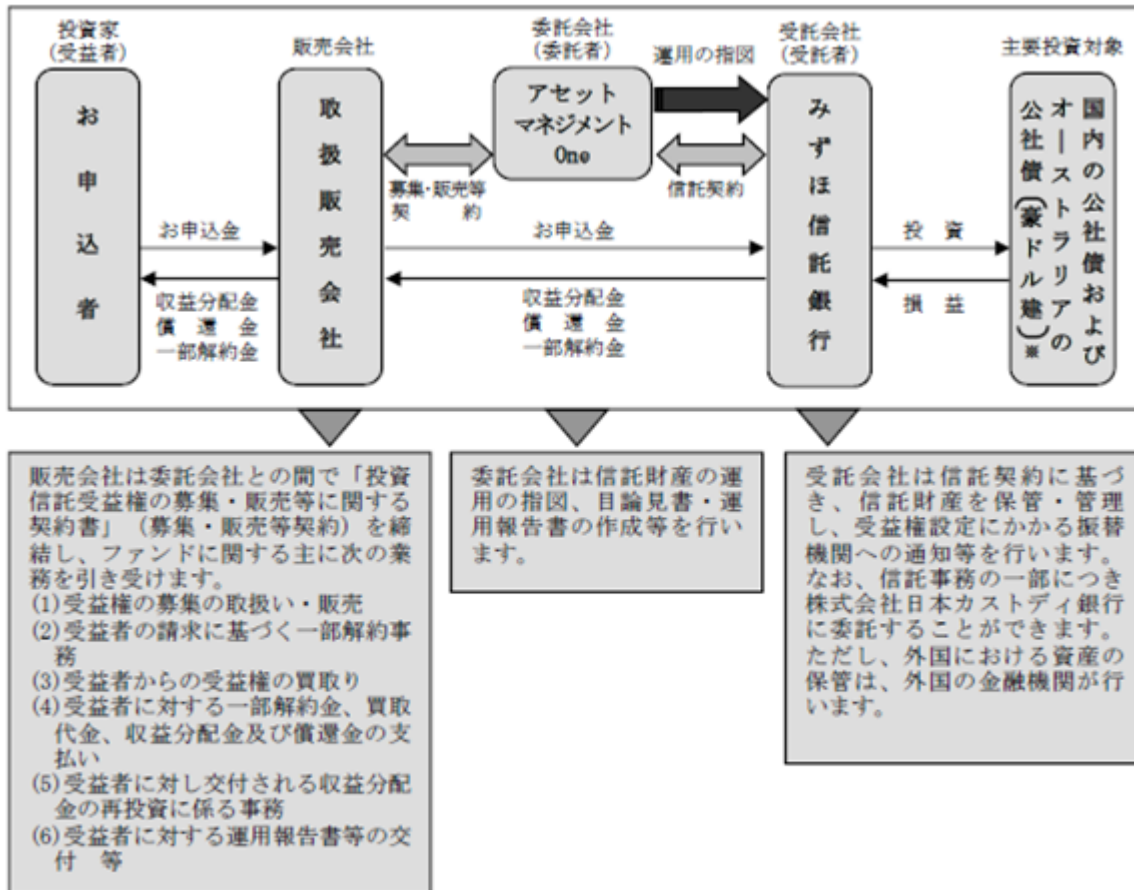 投資家
（受益者）
お申込者
販売会社
取扱販売会社
委託会社
（委託者）
アセット
マネジメント
One
運用の指図
受託会社
（受託者）
みずほ信託銀行
主要投資対象
国内の公社債および
オーストラリアの
公社債（豪ドル建）※
募集・販売等
契約
信託契約
お申込金
お申込金
投資
収益分配金
償還金
一部解約金
収益分配金
償還金
一部解約金
損益
販売会社は委託会社との間で「投資
信託受益権の募集・販売等に関する
契約書」（募集・販売等契約）を締
結し、ファンドに関する主に次の業
務を引き受けます。
(1)受益権の募集の取扱い・販売
(2)受益者の請求に基づく一部解約事
務
(3)受益者からの受益権の買取り
(4)受益者に対する一部解約金、買取
代金、収益分配金及び償還金の支
払い
(5)受益者に対し交付される収益分配
金の再投資に係る事務
(6)受益者に対する運用報告書等の交
付　等
委託会社は信託財産の運
用の指図、目論見書・運
用報告書の作成等を行い
ます。
受託会社は信託契約に基づ
き、信託財産を保管・管理
し、受益権設定にかかる振替
機関への通知等を行います。
なお、信託事務の一部につき
株式会社日本カストディ銀行
に委託することができます。
ただし、外国における資産の
保管は、外国の金融機関が行
います。